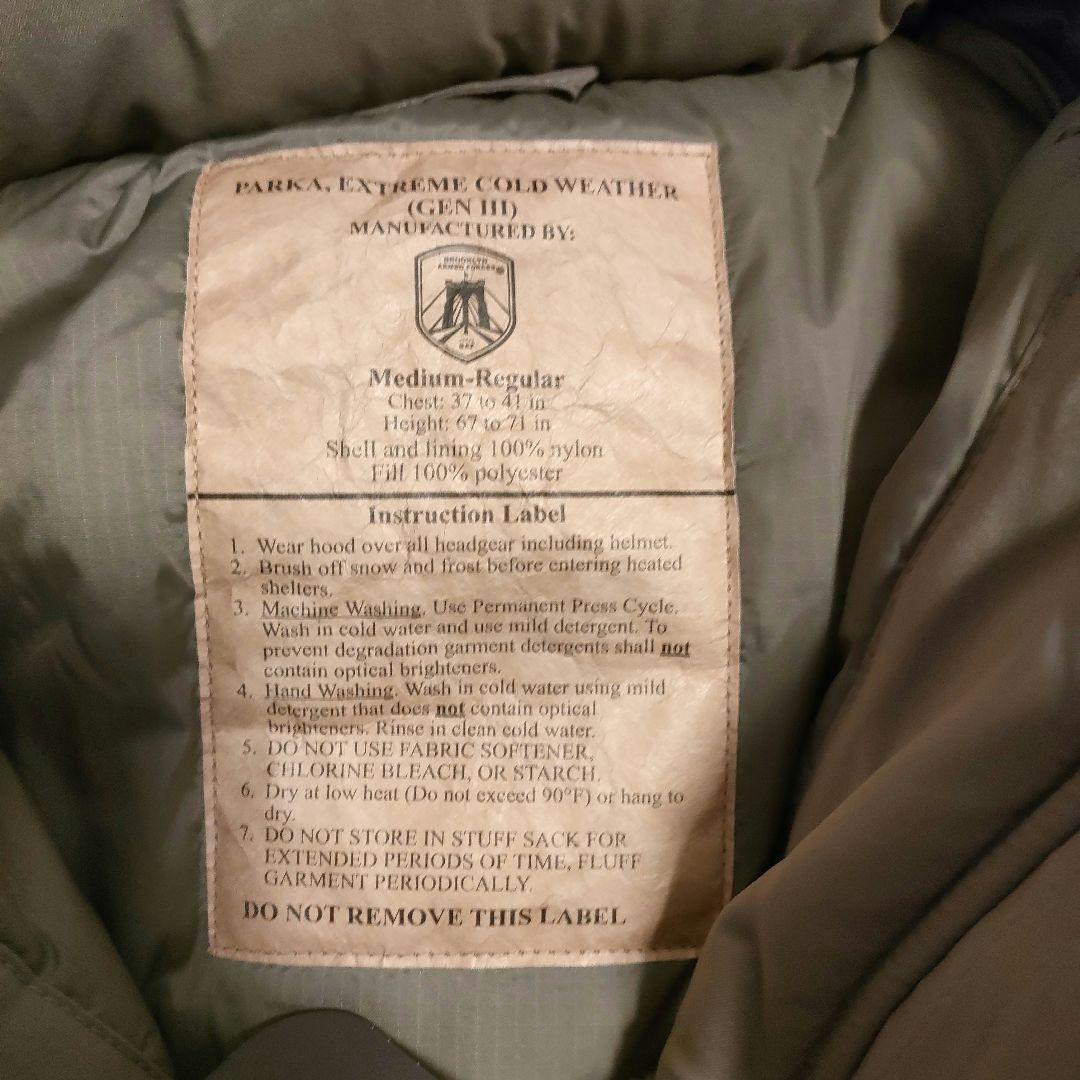 PARKA, EXTREME COLD WEATHER
(GEN III)
MANUFACTURED BY:
BROOKLYN
ARMED FORCES
BAF
Medium-Regular
Chest: 37 to 41 in
Height: 67 to 71 in
Shell and lining 100% nylon
Fill 100% polyester
Instruction Label
1. Wear hood over all headgear including helmet.
2. Brush off snow and frost before entering heated
shelters.
3. Machine Washing. Use Permanent Press Cycle.
Wash in cold water and use mild detergent. To
prevent degradation garment detergents shall not
contain optical brighteners.
4. Hand Washing. Wash in cold water using mild
detergent that does not contain optical
brighteners. Rinse in clean cold water.
5. DO NOT USE FABRIC SOFTENER,
CHLORINE BLEACH, OR STARCH.
6. Dry at low heat (Do not exceed 90°F) or hang to
dry.
7. DO NOT STORE IN STUFF SACK FOR
EXTENDED PERIODS OF TIME, FLUFF
GARMENT PERIODICALLY.
DO NOT REMOVE THIS LABEL